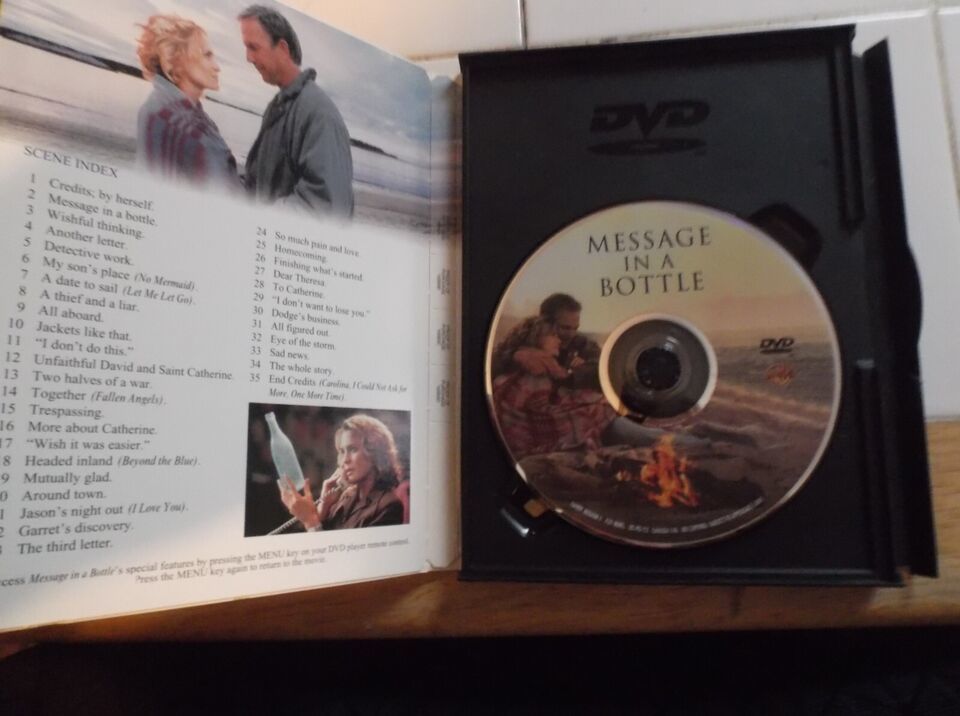 SCENE INDEX
1 Credits; by herself.
2 Message in a bottle.
3 Wishful thinking.
4 Another letter.
5 Detective work.
6 My son's place (No Mermaid).
7 A date to sail (Let Me Let Go).
8 A thief and a liar.
9 All aboard.
10 Jackets like that.
11 "I don't do this."
12 Unfaithful David and Saint Catherine.
13 Two halves of a war.
14 Together (Fallen Angels).
15 Trespassing.
16 More about Catherine.
17 "Wish it was easier."
8 Headed inland (Beyond the Blue).
9 Mutually glad.
0 Around town.
1 Jason's night out (I Love You).
2 Garret's discovery.
3 The third letter.
24 So much pain and love.
25 Homecoming.
26 Finishing what's started.
27 Dear Theresa.
28 To Catherine.
29 "I don't want to lose you."
30 Dodge's business.
31 All figured out.
32 Eye of the storm.
33 Sad news.
34 The whole story.
35 End Credits (Carolina, I Could Not Ask for
More, One More Time).
cess Message in a Bottle's special features by pressing the MENU key on your DVD player remote control.
Press the MENU key again to return to the movie.
DVD
MESSAGE
IN A
BOTTLE
DVD